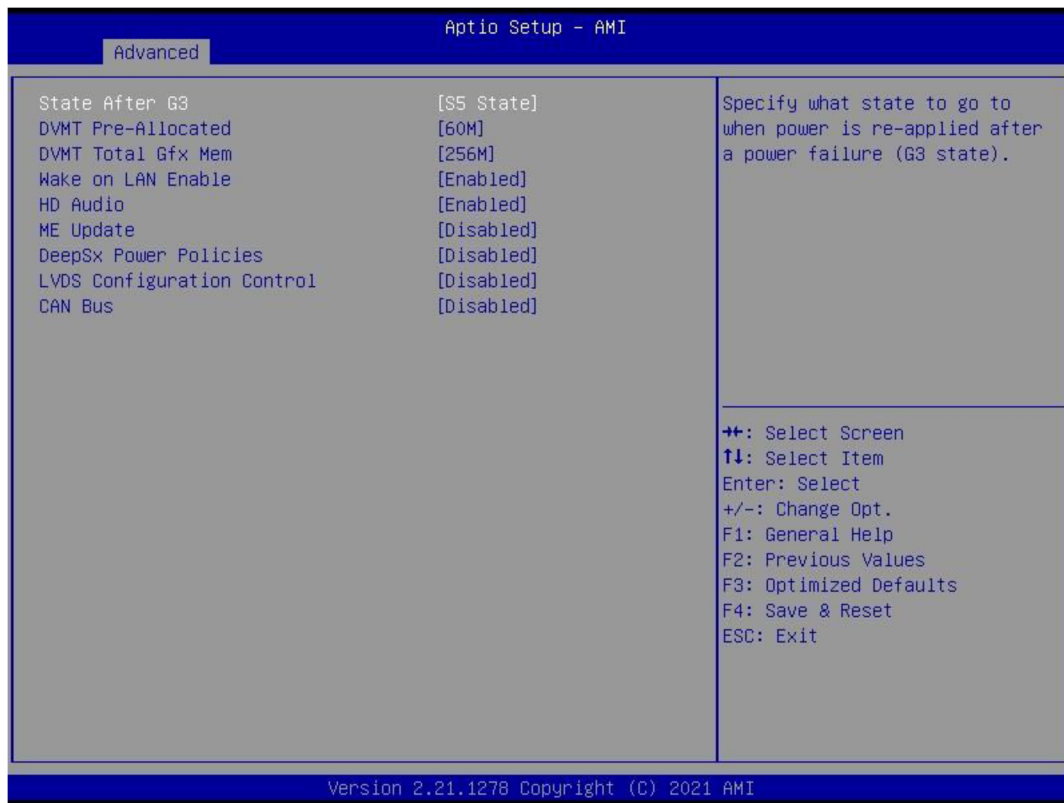 Aptio Setup – AMI
Advanced
State After G3 [S5 State]
DVMT Pre-Allocated [60M]
DVMT Total Gfx Mem [256M]
Wake on LAN Enable [Enabled]
HD Audio [Enabled]
ME Update [Disabled]
DeepSx Power Policies [Disabled]
LVDS Configuration Control [Disabled]
CAN Bus [Disabled]
Specify what state to go to
when power is re-applied after
a power failure (G3 state).
→←: Select Screen
↑↓: Select Item
Enter: Select
+/-: Change Opt.
F1: General Help
F2: Previous Values
F3: Optimized Defaults
F4: Save & Reset
ESC: Exit
Version 2.21.1278 Copyright (C) 2021 AMI